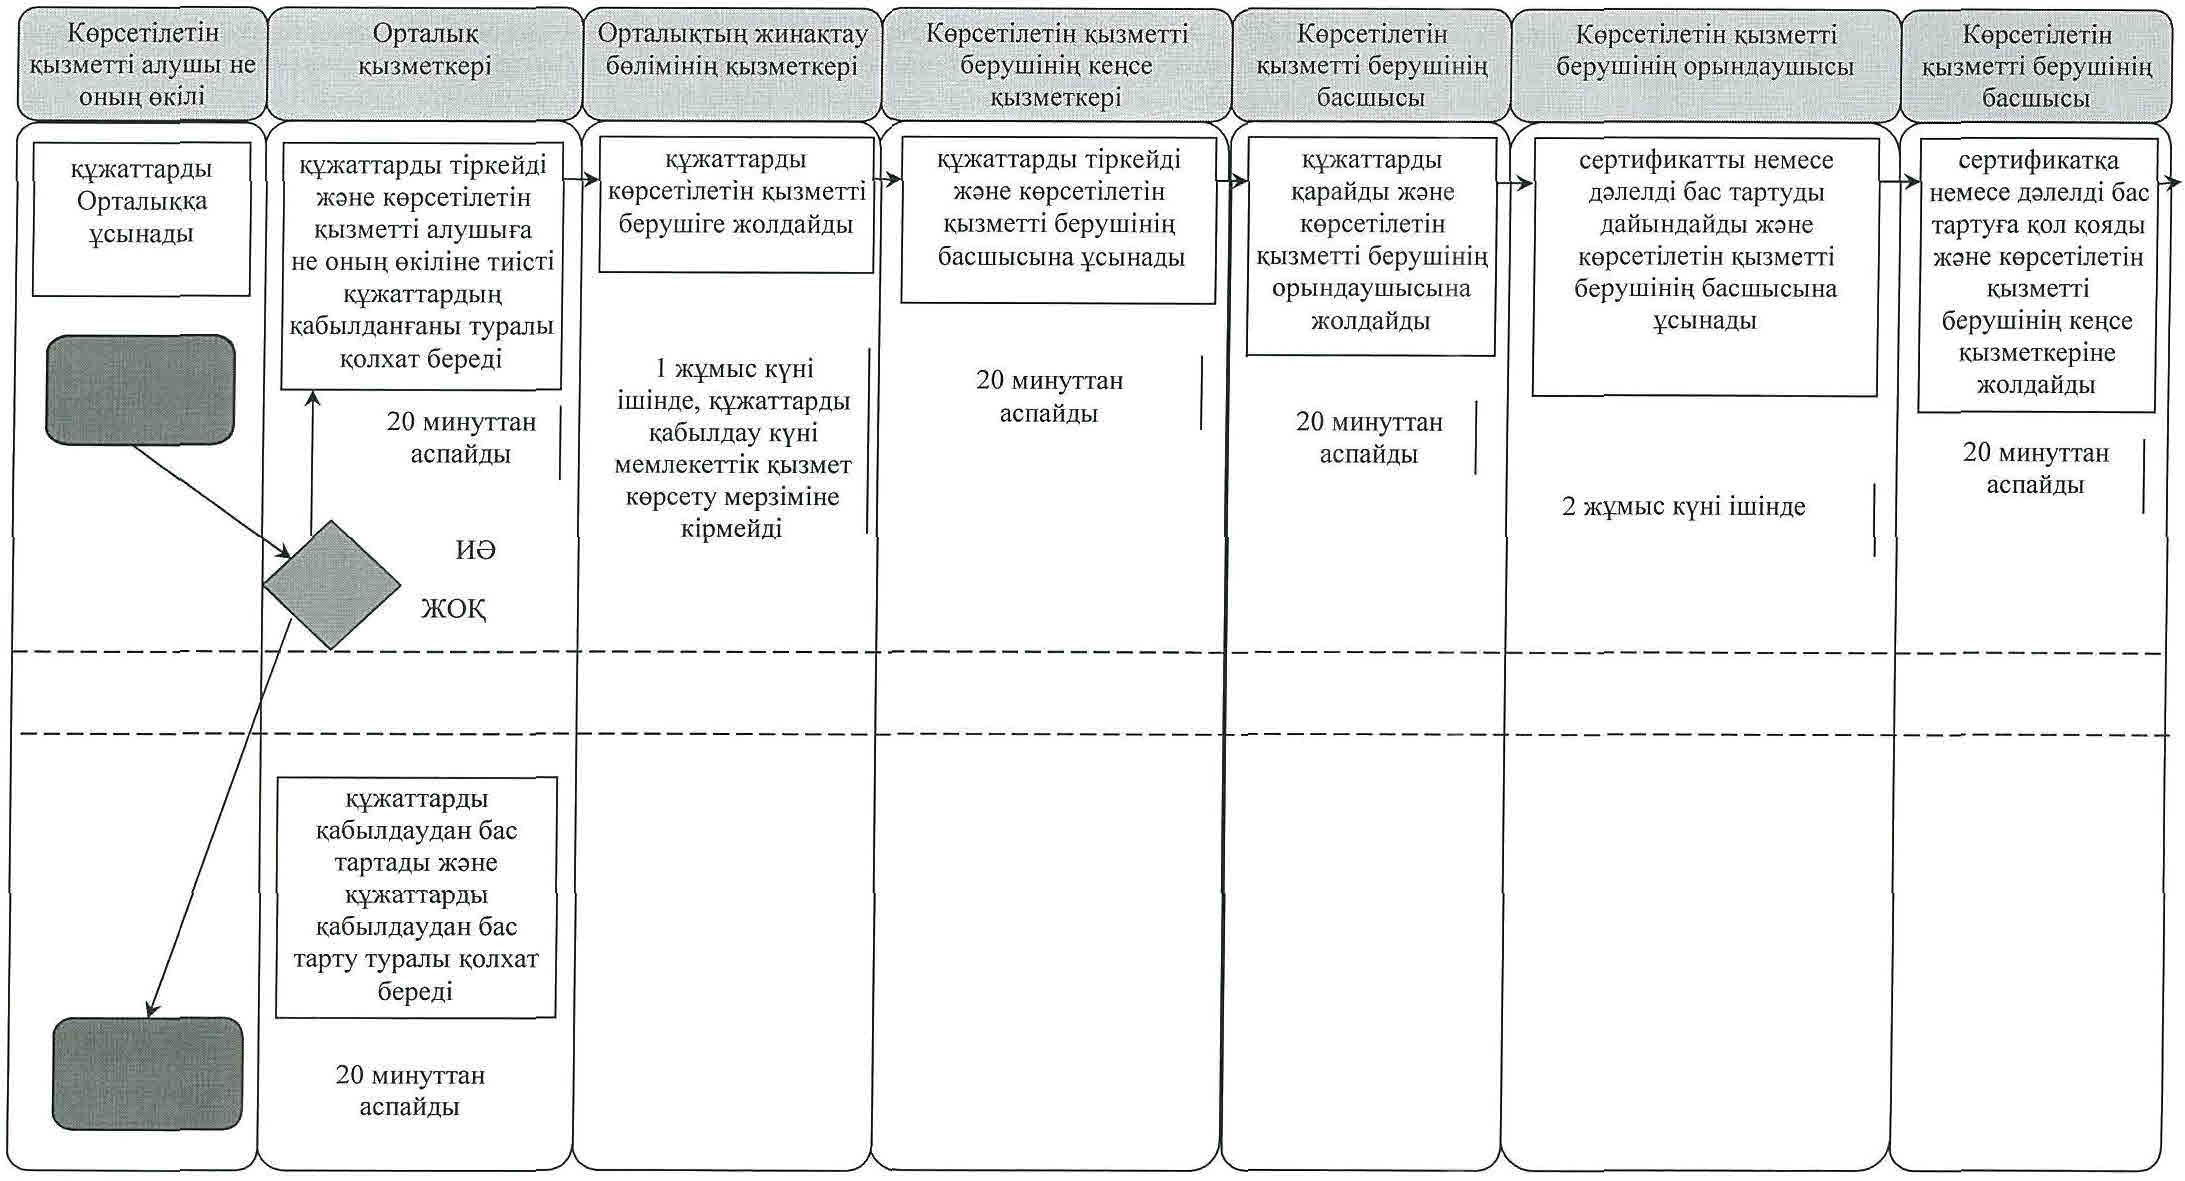 Көрсетілетін
қызметті алушы не
оның өкілі
Орталық
қызметкері
Орталықтың жинақтау
бөлімінің қызметкері
Көрсетілетін қызметті
берушінің кеңсе
қызметкері
Көрсетілетін
қызметті берушінің
басшысы
Көрсетілетін қызметті
берушінің орындаушысы
Көрсетілетін
қызметті берушінің
басшысы
құжаттарды
Орталыққа
ұсынады
құжаттарды тіркейді
және көрсетілетін
қызметті алушыға
не оның өкіліне тиісті
құжаттардың
қабылданғаны туралы
қолхат береді
20 минуттан
аспайды
ИӘ
ЖОҚ
құжаттарды
қабылдаудан бас
тартады және
құжаттарды
қабылдаудан бас
тарту туралы қолхат
береді
20 минуттан
аспайды
құжаттарды
көрсетілетін қызметті
берушіге жолдайды
1 жұмыс күні
ішінде, құжаттарды
қабылдау күні
мемлекеттік қызмет
көрсету мерзіміне
кірмейді
құжаттарды тіркейді
және көрсетілетін
қызметті берушінің
басшысына ұсынады
20 минуттан
аспайды
құжаттарды
қарайды және
көрсетілетін
қызметті берушінің
орындаушысына
жолдайды
20 минуттан
аспайды
сертификатты немесе
дәлелді бас тартуды
дайындайды және
көрсетілетін қызметті
берушінің басшысына
ұсынады
2 жұмыс күні ішінде
сертификатқа
немесе дәлелді бас
тартуға қол қояды
және көрсетілетін
қызметті
берушінің кеңсе
қызметкеріне
жолдайды
20 минуттан
аспайды